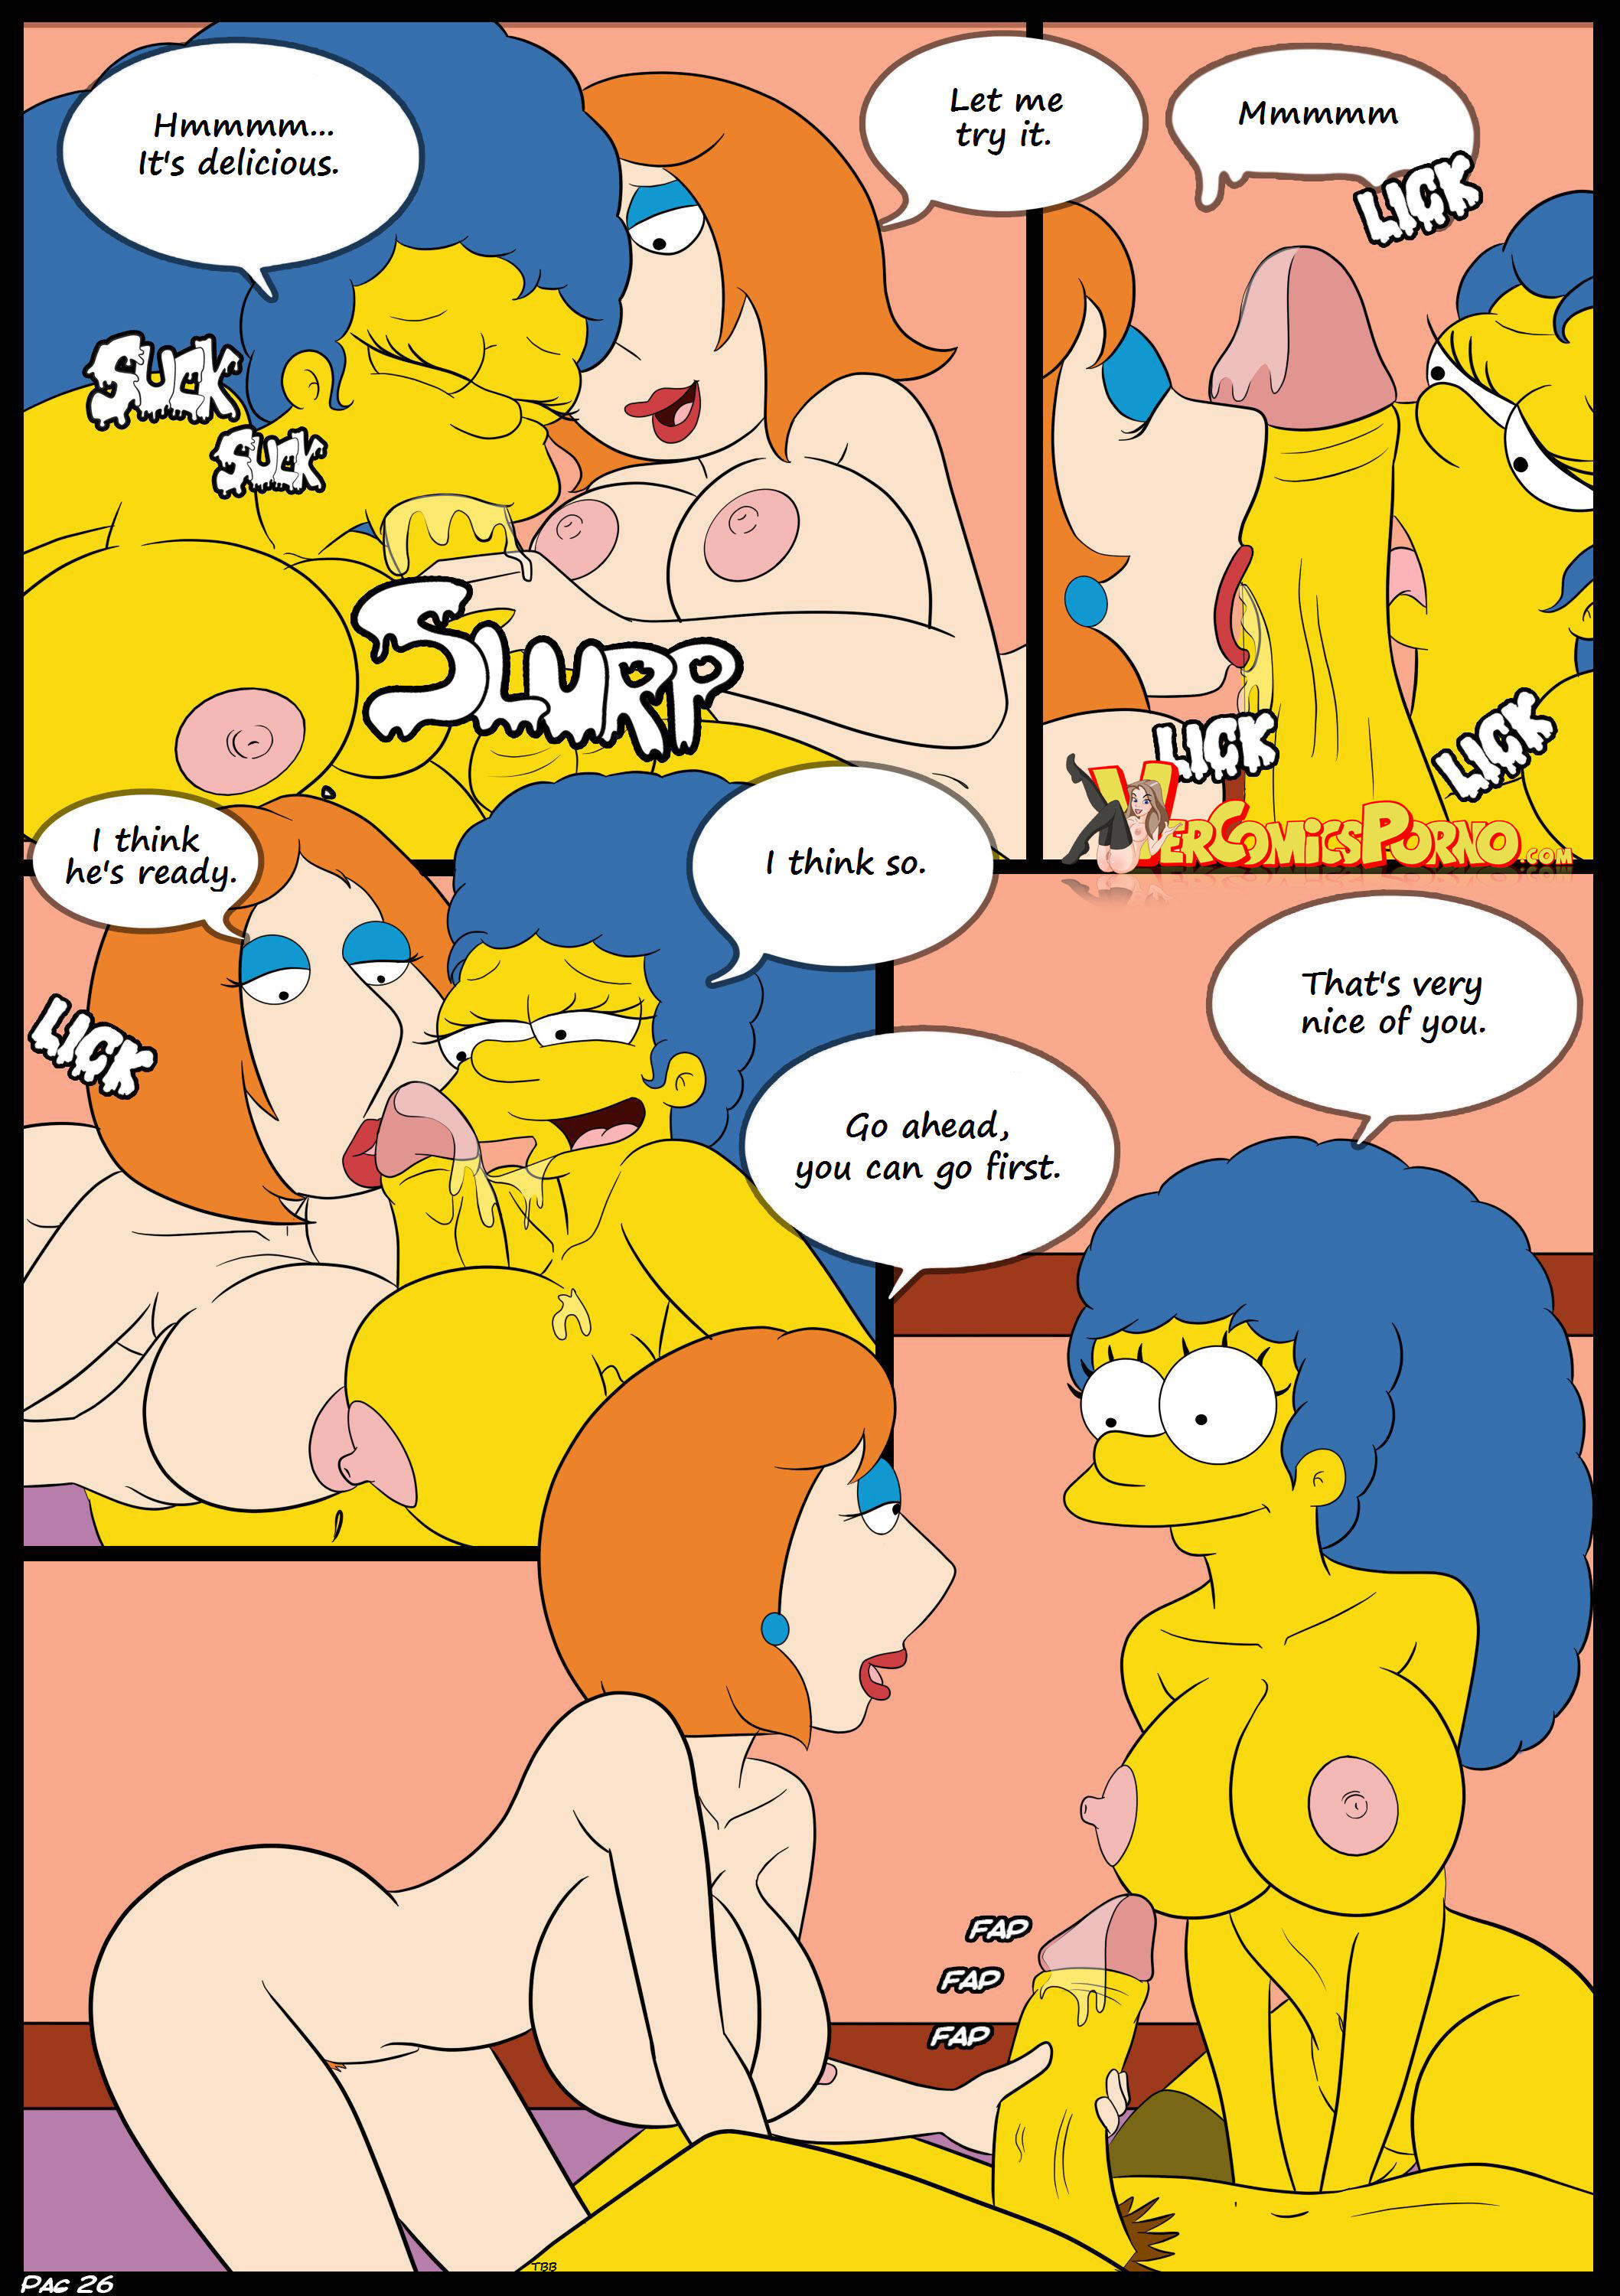 Hmmmm...
It's delicious.
Let me
try it.
SUCK
SUCK
SLURP
Mmmmm
LICK
LICK
LICK
VERCOMICSPORNO.COM
I think
he's ready.
I think so.
LICK
Go ahead,
you can go first.
That's very
nice of you.
FAP
FAP
FAP
TBB
PAG 26